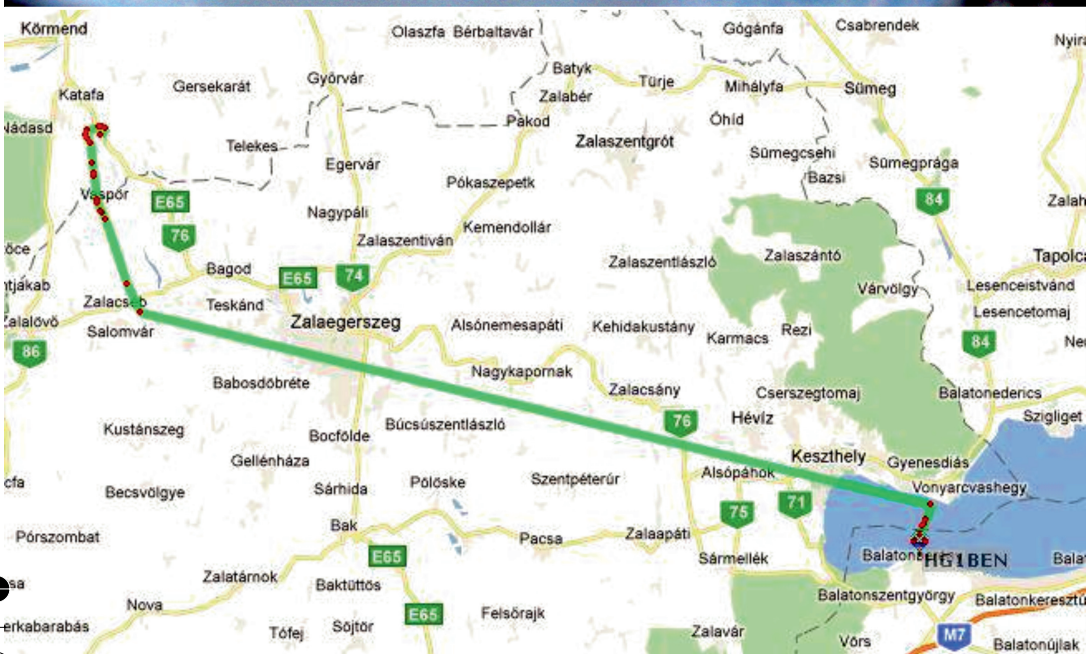 Körmend
Olaszfa Bérbaltavár
Gógánfa
Csabrendek
Batyk
Győrvár
Gersekarát
Katafa
Türje
Mihályfa
Sümeg
Zalabér
Nádasd
Pakod
Óhíd
Telekes
Zalaszentgrót
Sümegcsehi
Egervár
Sümegprága
Bazsi
Pókaszepetk
Vaspör
E65
84
Nagypáli
Kemendollár
76
Zalaszentiván
Zalaszántó
Zalaszentlászló
Bagod
E65
74
Várvölgy
Lesenceistvánd
Zalacséb
Teskánd
Lesencetomaj
Zalalövő
Salomvár
Zalaegerszeg
Alsónemesapáti
Kehidakustány
Karmacs
Rezi
84
86
Nagykapornak
Babosdöbréte
Zalacsány
Cserszegtomaj
Balatonederics
Szigliget
76
Hévíz
Kustánszeg
Bocfölde
Búcsúszentlászló
Keszthely
Gellénháza
Gyenesdiás
Alsópáhok
Becsvölgye
Sárhida
Pölöske
Szentpéterúr
Vonyarcvashegy
71
75
Bak
Pórszombat
Pacsa
Zalaapáti
E65
Sármellék
HG1BEN
Zalatárnok
Baktüttös
Balatonszentgyörgy
Nova
E65
Felsőrajk
Tófej
Söjtör
Zalavár
Vörs
M7
Balatonújlak